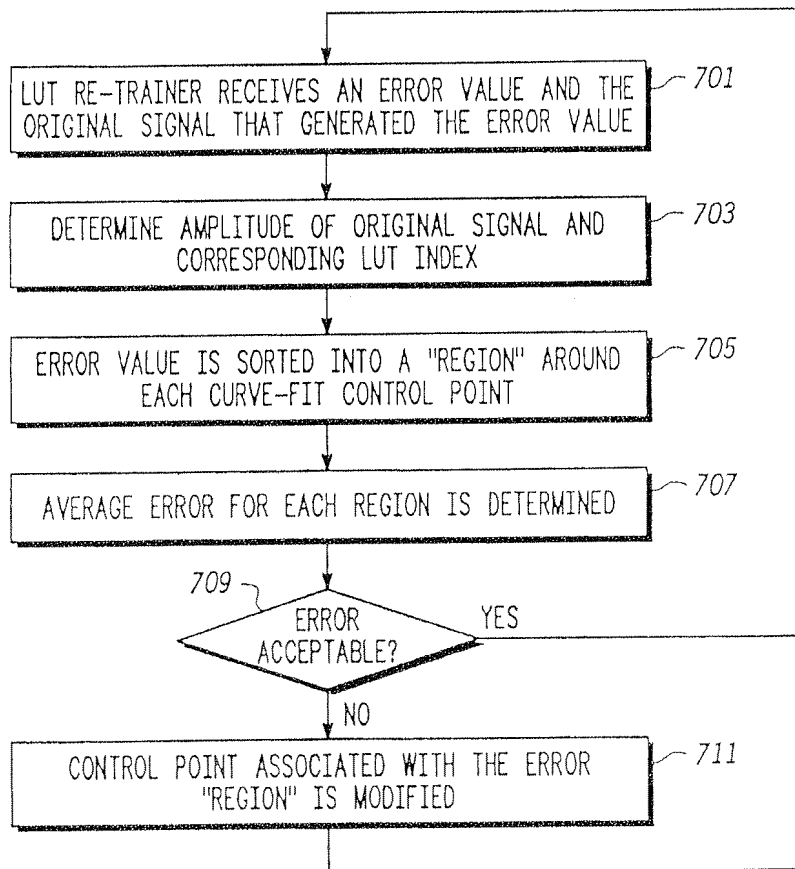 LUT RE-TRAINER RECEIVES AN ERROR VALUE AND THE
ORIGINAL SIGNAL THAT GENERATED THE ERROR VALUE
701
DETERMINE AMPLITUDE OF ORIGINAL SIGNAL AND
CORRESPONDING LUT INDEX
703
ERROR VALUE IS SORTED INTO A "REGION" AROUND
EACH CURVE-FIT CONTROL POINT
705
AVERAGE ERROR FOR EACH REGION IS DETERMINED
707
709
ERROR
ACCEPTABLE?
YES
NO
CONTROL POINT ASSOCIATED WITH THE ERROR
"REGION" IS MODIFIED
711